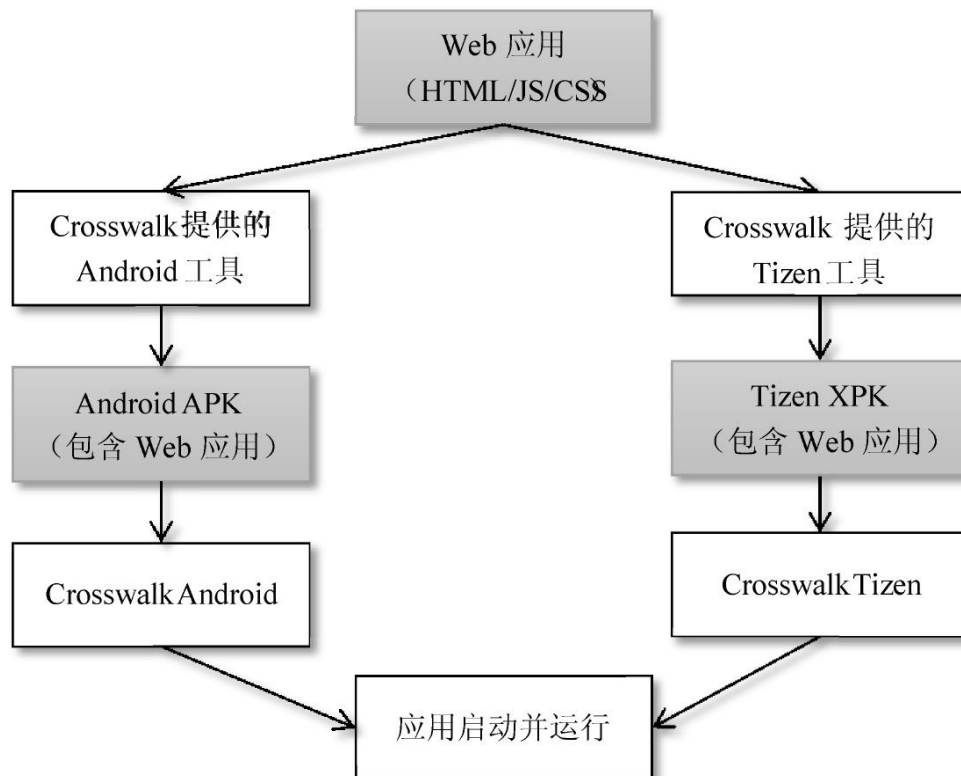 Web 应用
（HTML/JS/CSS）
Crosswalk提供的
Android 工具
Crosswalk 提供的
Tizen 工具
Android APK
（包含 Web 应用）
Tizen XPK
（包含 Web 应用）
Crosswalk Android
Crosswalk Tizen
应用启动并运行